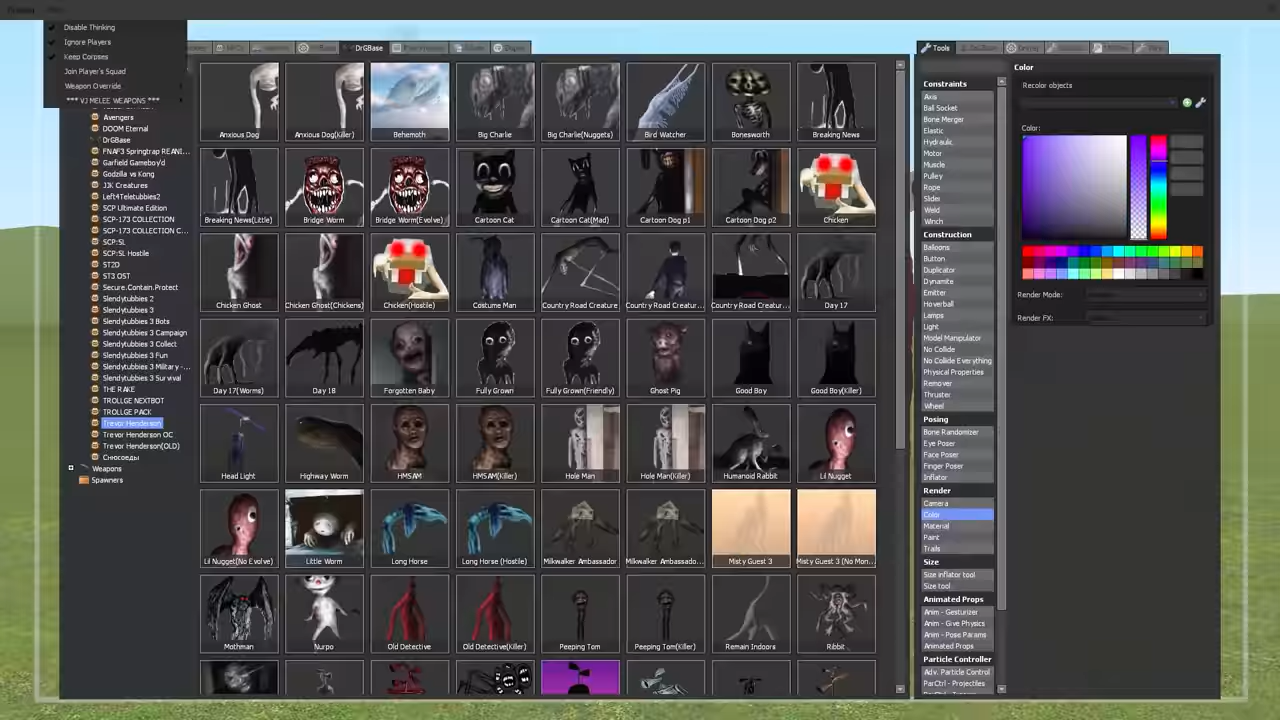 Disable Thinking
Ignore Players
Keep Corpses
Join Player's Squad
Weapon Override
*** VJ MELEE WEAPONS ***
Avengers
DOOM Eternal
DrGBase
FNAF3 Springtrap REANI...
Garfield Gameboy'd
Godzilla vs Kong
JJK Creatures
Left4Teletubbies2
SCP Ultimate Edition
SCP-173 COLLECTION
SCP-173 COLLECTION C...
SCP:SL
SCP:SL Hostile
ST2D
ST3 OST
Secure.Contain.Protect
Slendytubbies 2
Slendytubbies 3
Slendytubbies 3 Bots
Slendytubbies 3 Campaign
Slendytubbies 3 Collect
Slendytubbies 3 Fun
Slendytubbies 3 Military -...
Slendytubbies 3 Survival
THE RAKE
TROLLGE NEXTBOT
TROLLGE PACK
Trevor Henderson
Trevor Henderson OC
Trevor Henderson(OLD)
Сносоеды
Weapons
Spawners
DrGBase
Anxious Dog
Anxious Dog(Killer)
Behemoth
Big Charlie
Big Charlie(Nuggets)
Bird Watcher
Bonesworth
Breaking News
Breaking News(Little)
Bridge Worm
Bridge Worm(Evolve)
Cartoon Cat
Cartoon Cat(Mad)
Cartoon Dog p1
Cartoon Dog p2
Chicken
Chicken Ghost
Chicken Ghost(Chickens)
Chicken(Hostile)
Costume Man
Country Road Creature
Country Road Creatur...
Country Road Creatur...
Day 17
Day 17(Worms)
Day 18
Forgotten Baby
Fully Grown
Fully Grown(Friendly)
Ghost Pig
Good Boy
Good Boy(Killer)
Head Light
Highway Worm
HMSAM
HMSAM(Killer)
Hole Man
Hole Man(Killer)
Humanoid Rabbit
Lil Nugget
Lil Nugget(No Evolve)
Little Worm
Long Horse
Long Horse (Hostile)
Milkwalker Ambassador
Milkwalker Ambassado...
Misty Guest 3
Misty Guest 3 (No Mon...
Mothman
Nurpo
Old Detective
Old Detective(Killer)
Peeping Tom
Peeping Tom(Killer)
Remain Indoors
Ribbit
Tools
Constraints
Axis
Ball Socket
Bone Merger
Elastic
Hydraulic
Motor
Muscle
Pulley
Rope
Slider
Weld
Winch
Construction
Balloons
Button
Duplicator
Dynamite
Emitter
Hoverball
Lamps
Light
Model Manipulator
No Collide
No Collide Everything
Physical Properties
Remover
Thruster
Wheel
Posing
Bone Randomizer
Eye Poser
Face Poser
Finger Poser
Inflator
Render
Camera
Color
Material
Paint
Trails
Size
Size inflator tool
Size tool
Animated Props
Anim - Gesturizer
Anim - Give Physics
Anim - Pose Params
Animated Props
Particle Controller
Adv. Particle Control
ParCtrl - Projectiles
Color
Recolor objects
Color:
Render Mode:
Render FX: